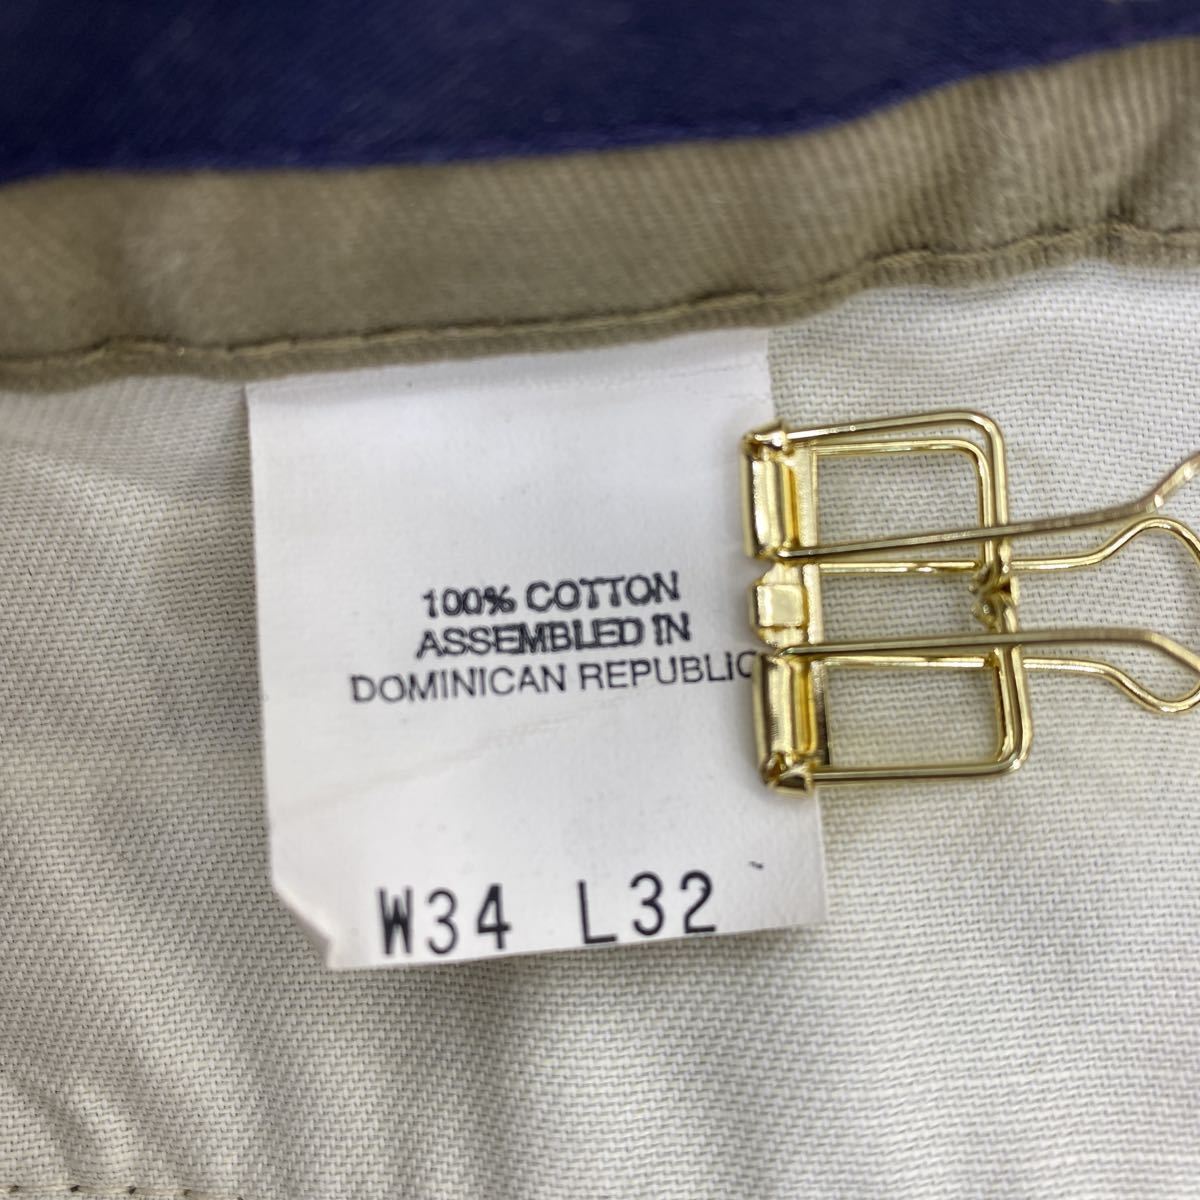 100% COTTON
ASSEMBLED IN
DOMINICAN REPUBLIC
W34 L32